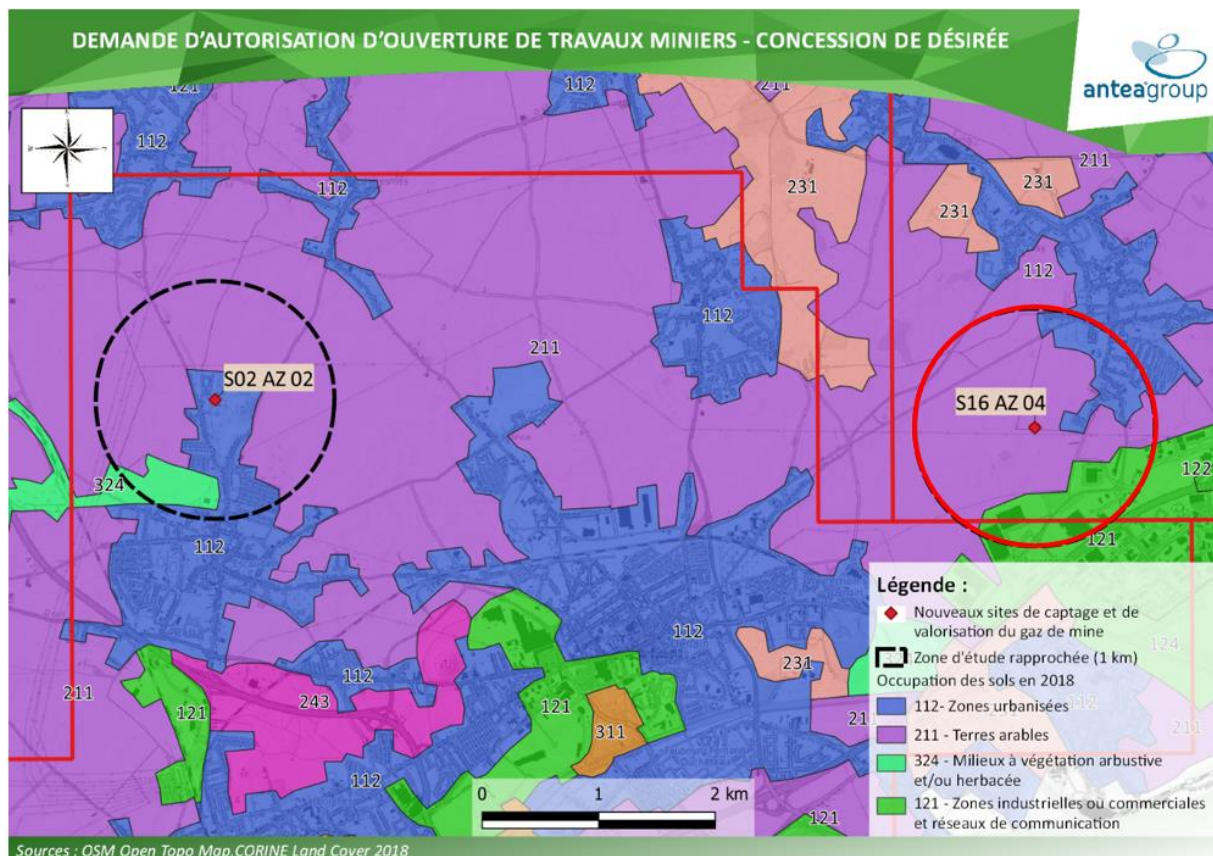 DEMANDE D'AUTORISATION D'OUVERTURE DE TRAVAUX MINIERS - CONCESSION DE DÉSIRÉE
anteagroup
121
112
211
112
112
231
231
231
211
112
112
211
S02 AZ 02
S16 AZ 04
324
122
112
121
112
231
124
211
121
112
243
121
311
211
112
112
211
121
0 1 2 km
Légende :
Nouveaux sites de captage et de
valorisation du gaz de mine
Zone d'étude rapprochée (1 km)
Occupation des sols en 2018
112- Zones urbanisées
211 - Terres arables
324 - Milieux à végétation arbustive
et/ou herbacée
121 - Zones industrielles ou commerciales
et réseaux de communication
Sources : OSM Open Topo Map,CORINE Land Cover 2018